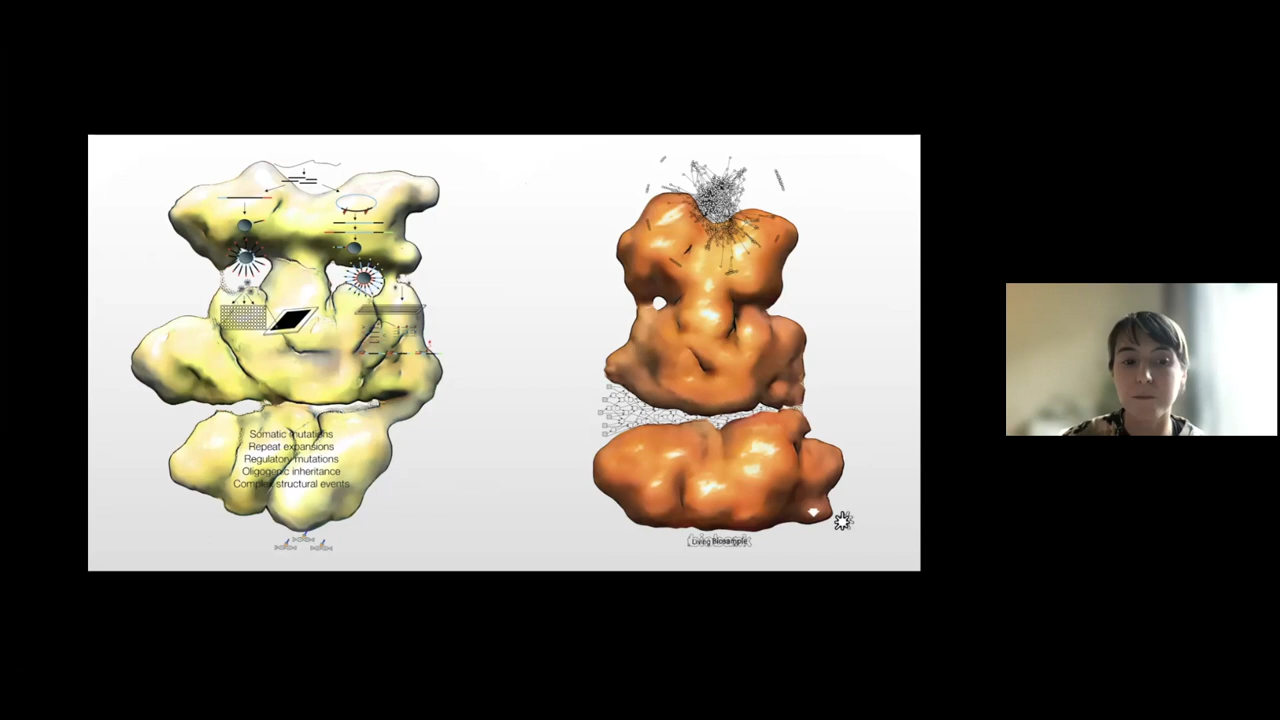 Somatic mutations
Repeat expansions
Regulatory mutations
Oligogenic inheritance
Complex structural events
Living Biosample